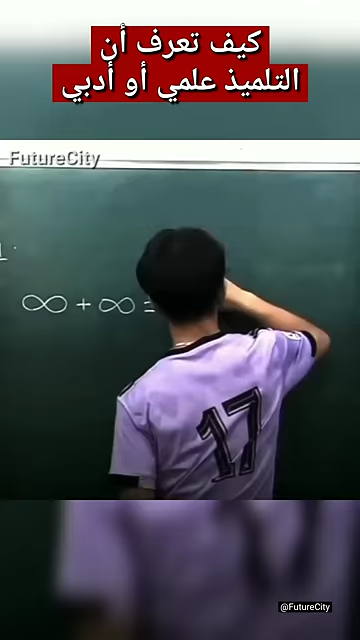 كيف تعرف أن
التلميذ علمي أو أدبي
FutureCity
∞ + ∞ =
17
@FutureCity